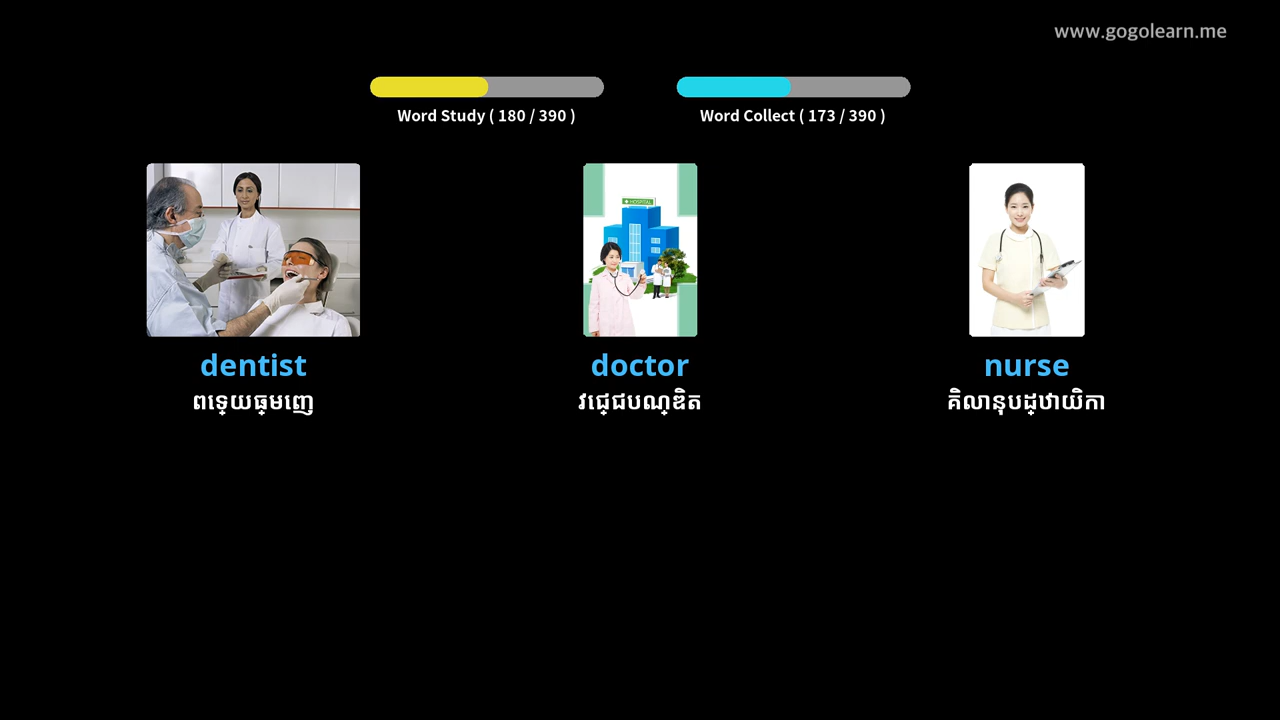 www.gogolearn.me
Word Study ( 180 / 390 )
Word Collect ( 173 / 390 )
HOSPITAL
dentist
doctor
nurse
ពទ្យេធ្មេញ
វេជ្ជបណ្ឌិត
គិលានុបដ្ឋាយិកា